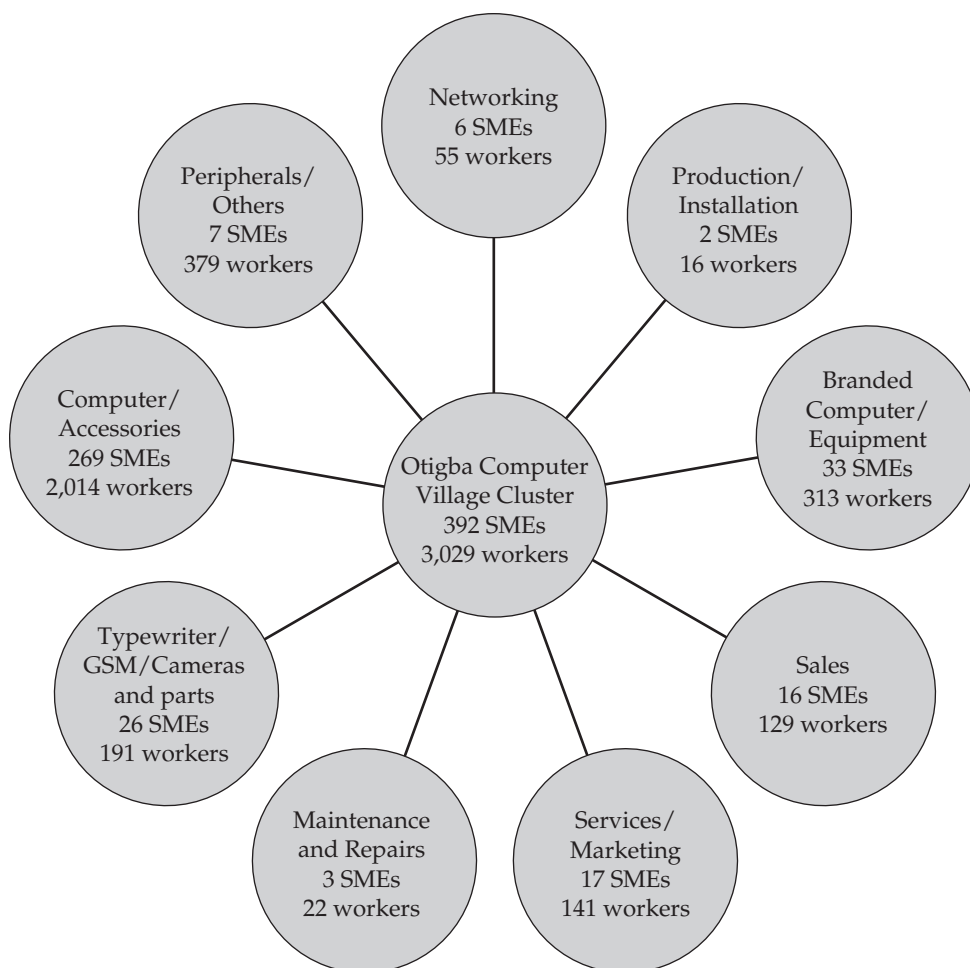 Networking
6 SMEs
55 workers
Production/
Installation
2 SMEs
16 workers
Branded
Computer/
Equipment
33 SMEs
313 workers
Sales
16 SMEs
129 workers
Services/
Marketing
17 SMEs
141 workers
Maintenance
and Repairs
3 SMEs
22 workers
Typewriter/
GSM/Cameras
and parts
26 SMEs
191 workers
Computer/
Accessories
269 SMEs
2,014 workers
Peripherals/
Others
7 SMEs
379 workers
Otigba Computer
Village Cluster
392 SMEs
3,029 workers